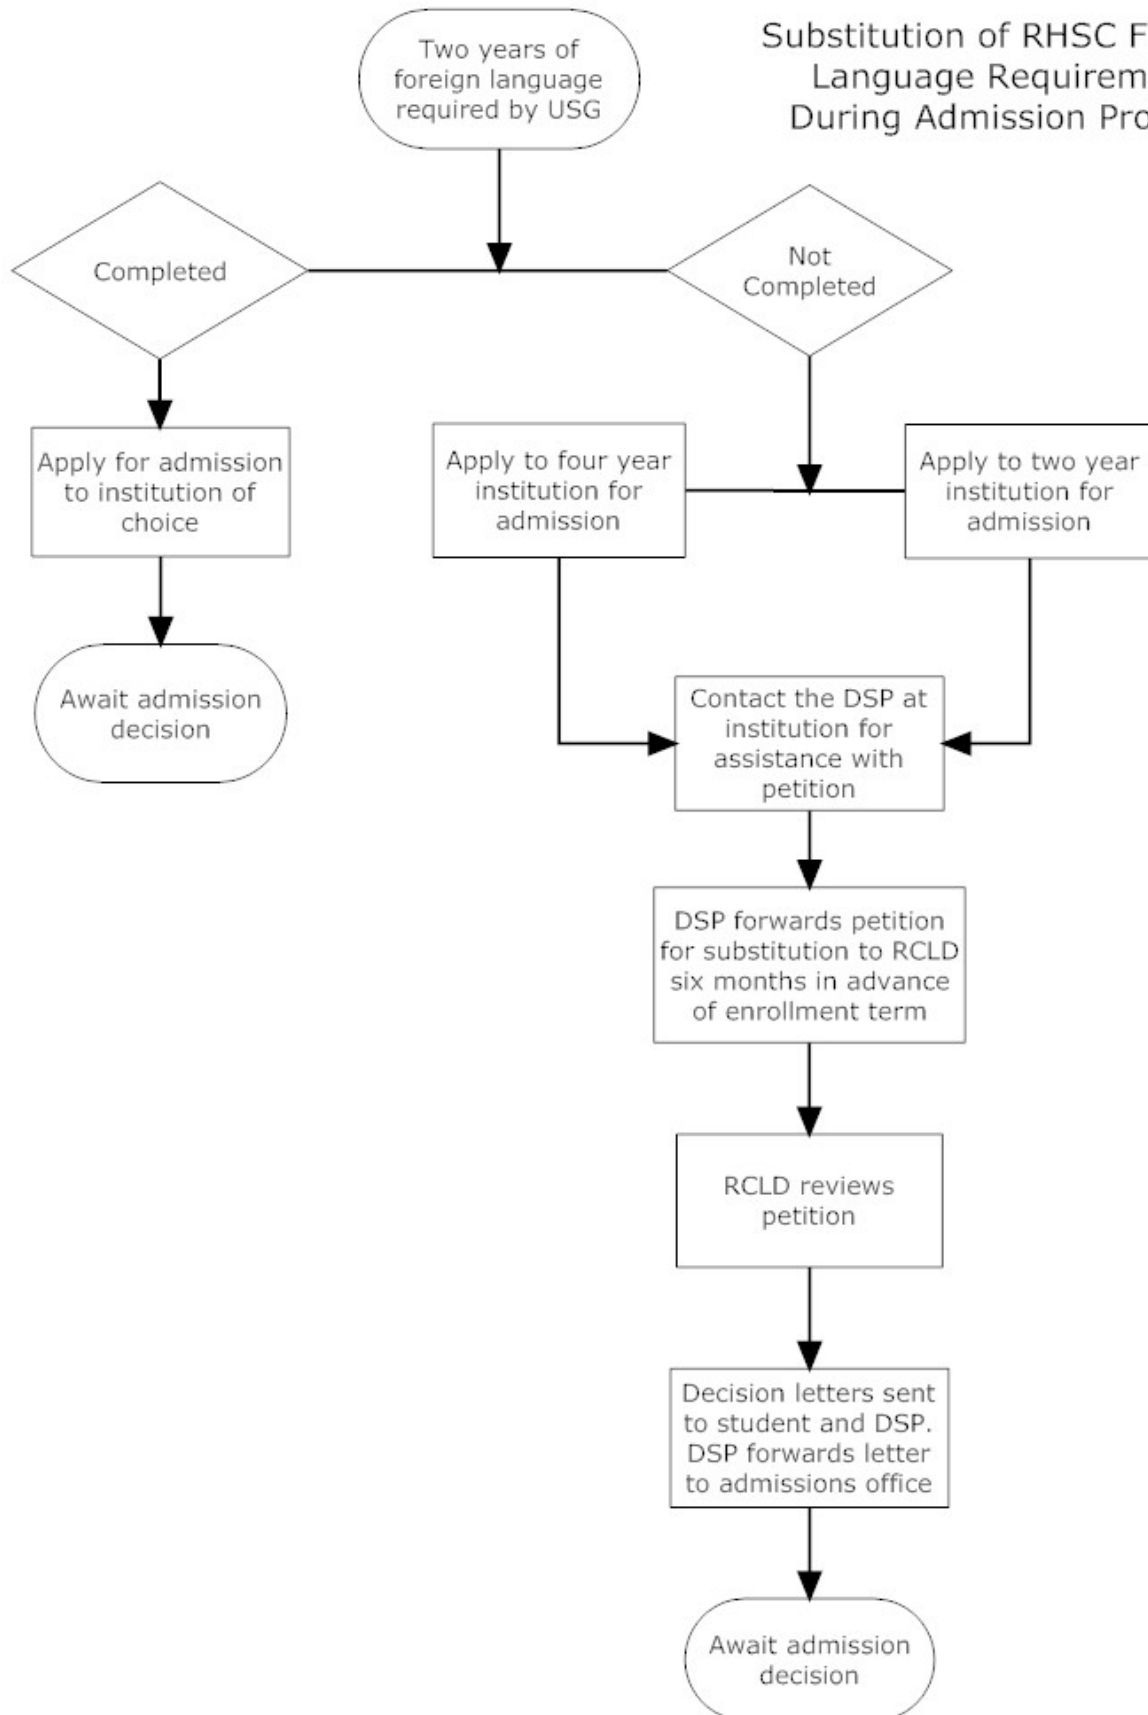 Two years of
foreign language
required by USG
Substitution of RHSC F
Language Requirem
During Admission Pro
Completed
Not
Completed
Apply for admission
to institution of
choice
Apply to four year
institution for
admission
Apply to two year
institution for
admission
Await admission
decision
Contact the DSP at
institution for
assistance with
petition
DSP forwards petition
for substitution to RCLD
six months in advance
of enrollment term
RCLD reviews
petition
Decision letters sent
to student and DSP.
DSP forwards letter
to admissions office
Await admission
decision